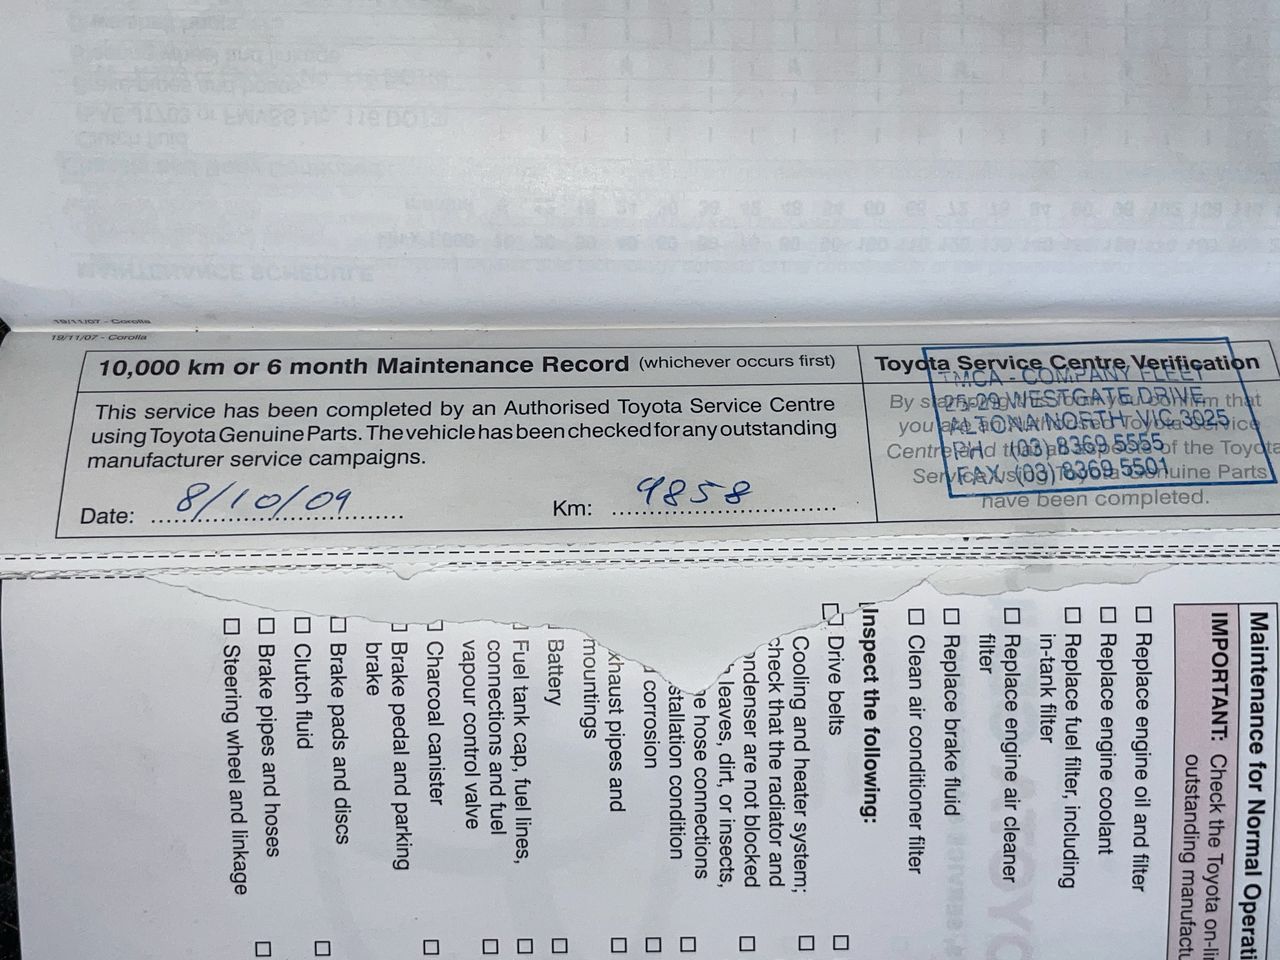 19/11/07 - Corolla
19/11/07 - Corolla
10,000 km or 6 month Maintenance Record (whichever occurs first)
This service has been completed by an Authorised Toyota Service Centre
using Toyota Genuine Parts. The vehicle has been checked for any outstanding
manufacturer service campaigns.
Date: 8/10/09
Km: 9858
Toyota Service Centre Verification
TMCA - COMPANY FLEET
25-29 WESTGATE DRIVE
ALTONA NORTH VIC 3025
PH (03) 8369 5555
FAX (03) 8369 5501
have been completed.
Maintenance for Normal Operati
IMPORTANT: Check the Toyota on-li
outstanding manufactu
Replace engine oil and filter
Replace engine coolant
Replace fuel filter, including
in-tank filter
Replace engine air cleaner
filter
Replace brake fluid
Clean air conditioner filter
Inspect the following:
Drive belts
Cooling and heater system;
check that the radiator and
ondenser are not blocked
leaves, dirt, or insects,
e hose connections
stallation condition
corrosion
xhaust pipes and
mountings
Battery
Fuel tank cap, fuel lines,
connections and fuel
vapour control valve
Charcoal canister
Brake pedal and parking
brake
Brake pads and discs
Clutch fluid
Brake pipes and hoses
Steering wheel and linkage